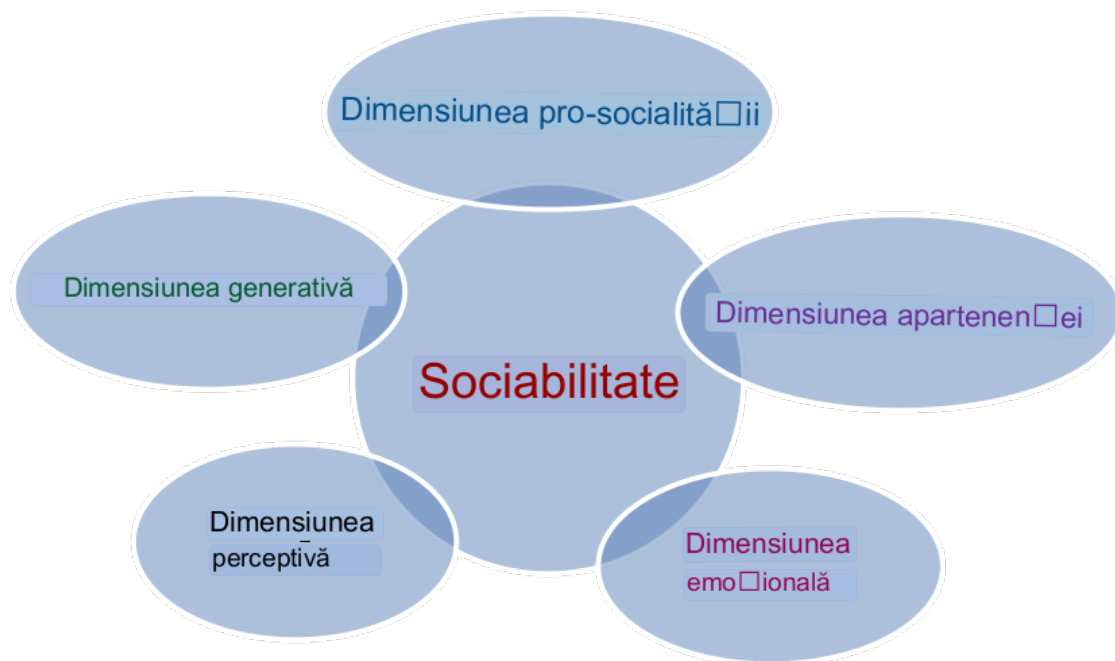 Dimensiunea pro-socialită□ii
Dimensiunea generativă
Dimensiunea apartenen□ei
Sociabilitate
Dimensiunea
perceptivă
Dimensiunea
emo□ională